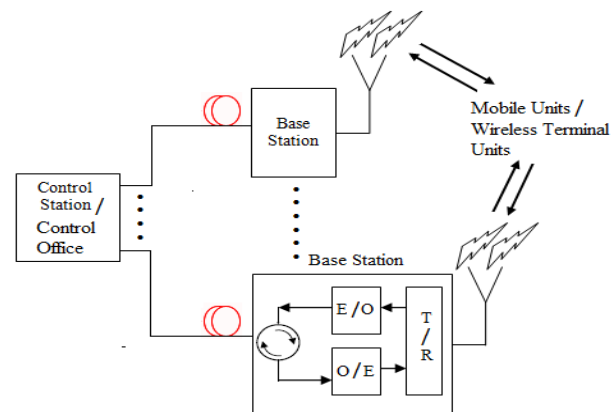 Base
Station
Mobile Units /
Wireless Terminal
Units
Control
Station /
Control
Office
Base Station
E/O
T/R
O/E